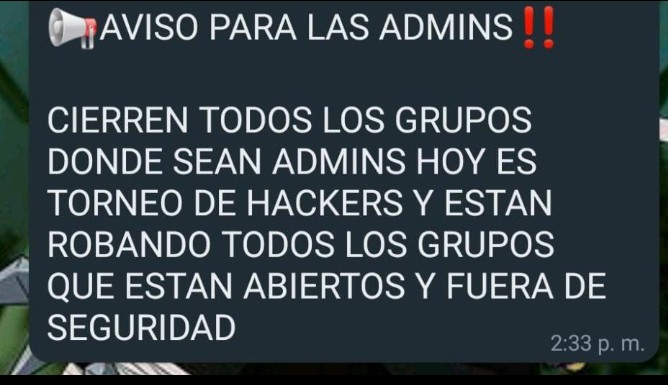 📢AVISO PARA LAS ADMINS‼️
CIERREN TODOS LOS GRUPOS
DONDE SEAN ADMINS HOY ES
TORNEO DE HACKERS Y ESTAN
ROBANDO TODOS LOS GRUPOS
QUE ESTAN ABIERTOS Y FUERA DE
SEGURIDAD
2:33 p. m.